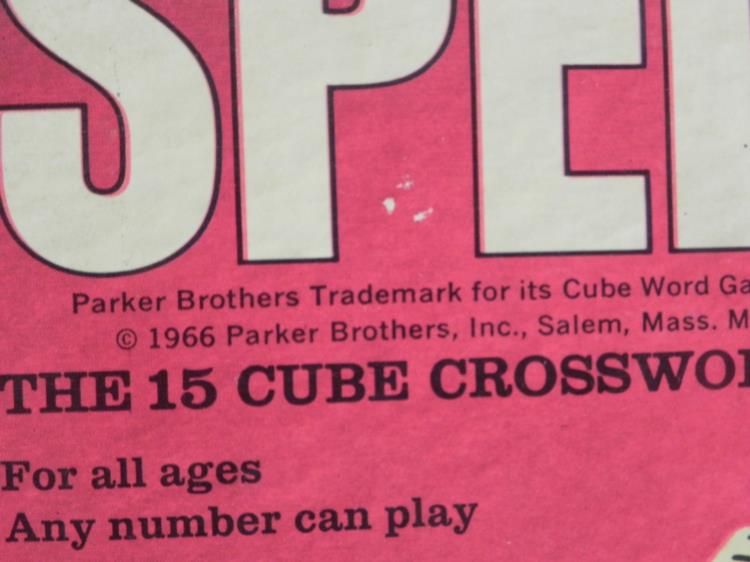 SPE
Parker Brothers Trademark for its Cube Word Ga
© 1966 Parker Brothers, Inc., Salem, Mass. M
THE 15 CUBE CROSSWO
For all ages
Any number can play